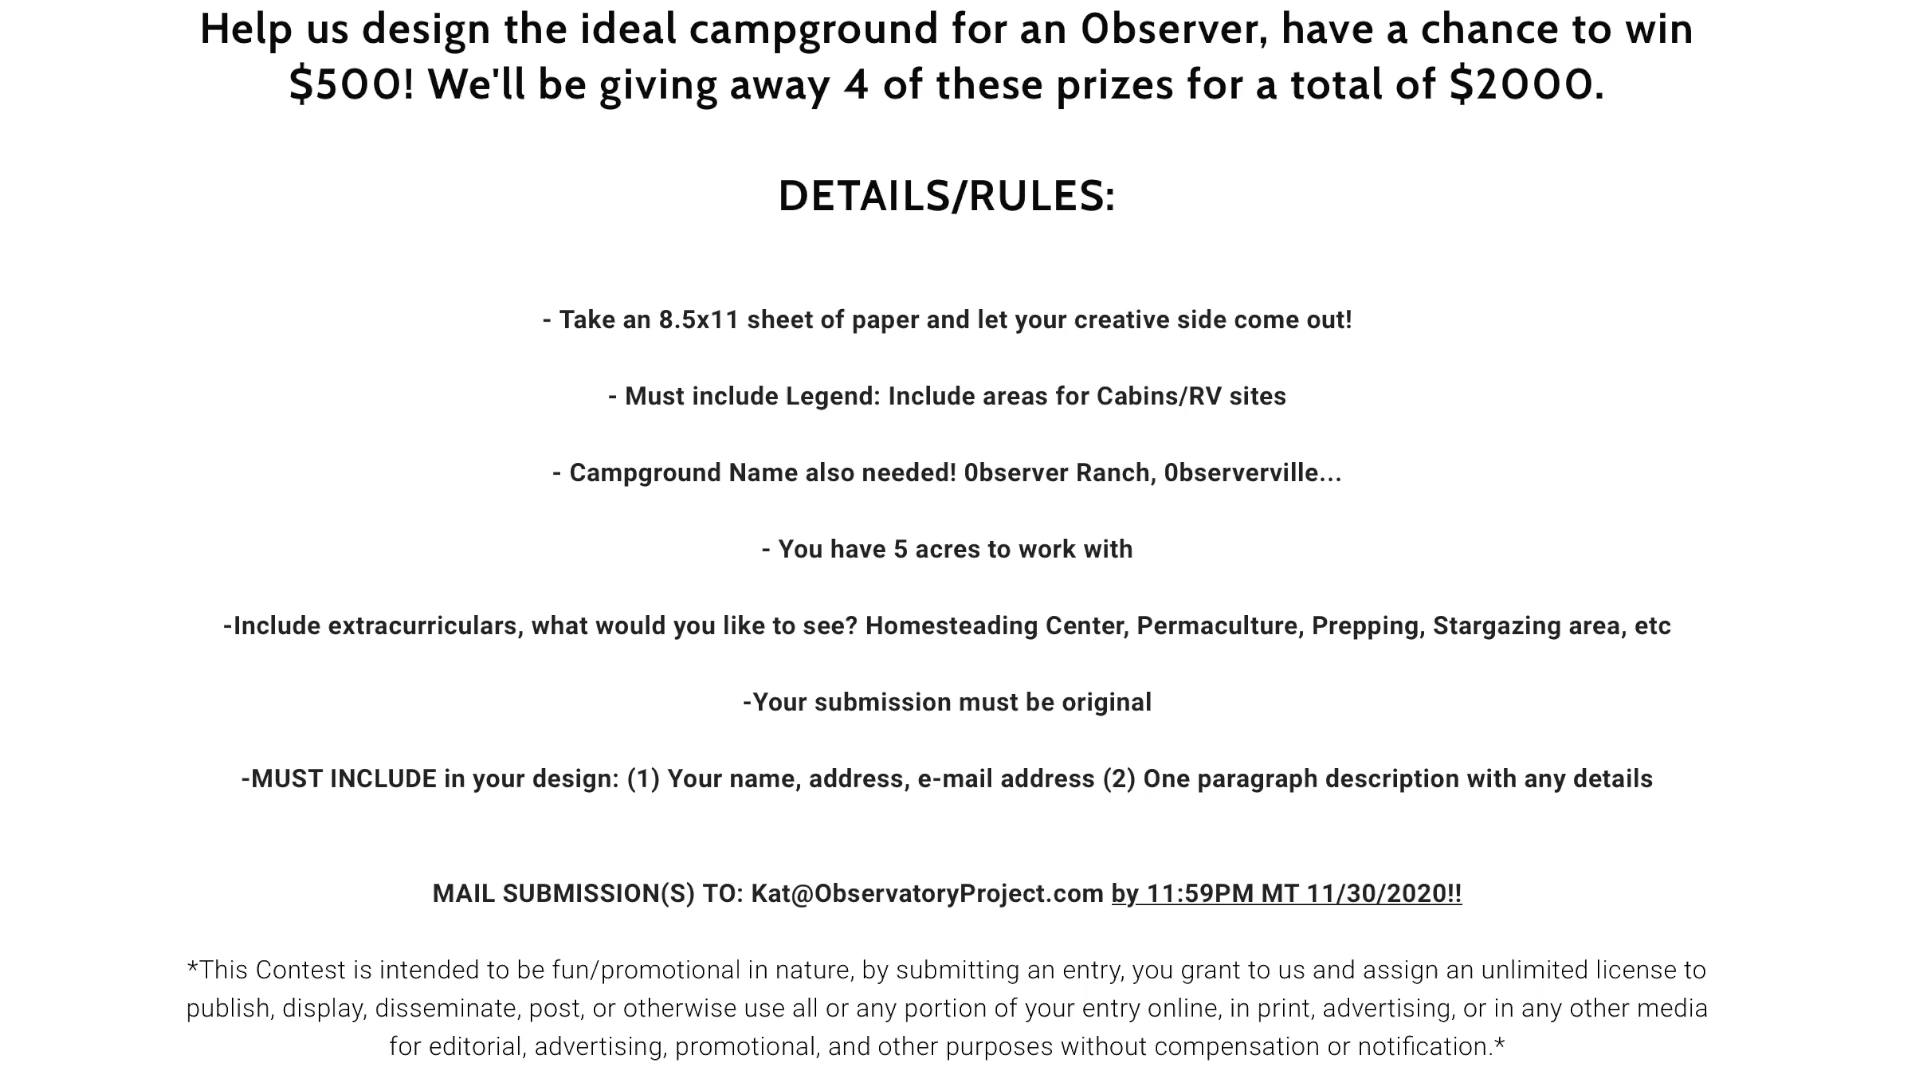 Help us design the ideal campground for an 0bserver, have a chance to win
$500! We'll be giving away 4 of these prizes for a total of $2000.
DETAILS/RULES:
- Take an 8.5x11 sheet of paper and let your creative side come out!
- Must include Legend: Include areas for Cabins/RV sites
- Campground Name also needed! 0bserver Ranch, 0bserverville...
- You have 5 acres to work with
-Include extracurriculars, what would you like to see? Homesteading Center, Permaculture, Prepping, Stargazing area, etc
-Your submission must be original
-MUST INCLUDE in your design: (1) Your name, address, e-mail address (2) One paragraph description with any details
MAIL SUBMISSION(S) TO: Kat@ObservatoryProject.com by 11:59PM MT 11/30/2020!!
*This Contest is intended to be fun/promotional in nature, by submitting an entry, you grant to us and assign an unlimited license to
publish, display, disseminate, post, or otherwise use all or any portion of your entry online, in print, advertising, or in any other media
for editorial, advertising, promotional, and other purposes without compensation or notification.*